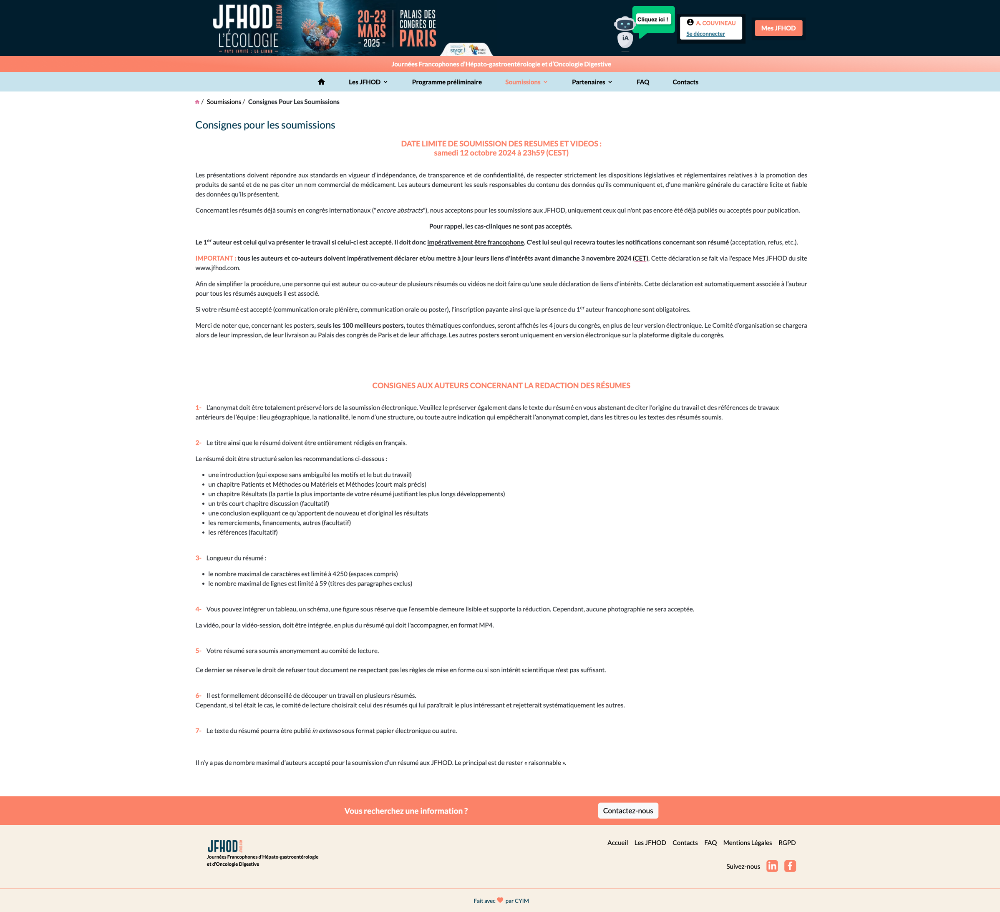 JFHOD
JFHOD.COM
L'ÉCOLOGIE
- PAYS INVITÉ : LE LIBAN -
20-23
MARS
- 2025 -
PALAIS DES
CONGRÈS DE
PARIS
SNFGE
FMC
HGE
iA
Cliquez ici !
A. COUVINEAU
Se déconnecter
Mes JFHOD
Journées Francophones d'Hépato-gastroentérologie et d'Oncologie Digestive
Les JFHOD
Programme préliminaire
Soumissions
Partenaires
FAQ
Contacts
/ Soumissions / Consignes Pour Les Soumissions
Consignes pour les soumissions
DATE LIMITE DE SOUMISSION DES RESUMES ET VIDEOS :
samedi 12 octobre 2024 à 23h59 (CEST)
Les présentations doivent répondre aux standards en vigueur d'indépendance, de transparence et de confidentialité, de respecter strictement les dispositions législatives et réglementaires relatives à la promotion des
produits de santé et de ne pas citer un nom commercial de médicament. Les auteurs demeurent les seuls responsables du contenu des données qu'ils communiquent et, d'une manière générale du caractère licite et fiable
des données qu'ils présentent.
Concernant les résumés déjà soumis en congrès internationaux ("encore abstracts"), nous acceptons pour les soumissions aux JFHOD, uniquement ceux qui n'ont pas encore été déjà publiés ou acceptés pour publication.
Pour rappel, les cas-cliniques ne sont pas acceptés.
Le 1er auteur est celui qui va présenter le travail si celui-ci est accepté. Il doit donc impérativement être francophone. C'est lui seul qui recevra toutes les notifications concernant son résumé (acceptation, refus, etc.).
IMPORTANT : tous les auteurs et co-auteurs doivent impérativement déclarer et/ou mettre à jour leurs liens d'intérêts avant dimanche 3 novembre 2024 (CET). Cette déclaration se fait via l'espace Mes JFHOD du site
www.jfhod.com.
Afin de simplifier la procédure, une personne qui est auteur ou co-auteur de plusieurs résumés ou vidéos ne doit faire qu'une seule déclaration de liens d'intérêts. Cette déclaration est automatiquement associée à l'auteur
pour tous les résumés auxquels il est associé.
Si votre résumé est accepté (communication orale plénière, communication orale ou poster), l'inscription payante ainsi que la présence du 1er auteur francophone sont obligatoires.
Merci de noter que, concernant les posters, seuls les 100 meilleurs posters, toutes thématiques confondues, seront affichés les 4 jours du congrès, en plus de leur version électronique. Le Comité d'organisation se chargera
alors de leur impression, de leur livraison au Palais des congrès de Paris et de leur affichage. Les autres posters seront uniquement en version électronique sur la plateforme digitale du congrès.
CONSIGNES AUX AUTEURS CONCERNANT LA REDACTION DES RÉSUMES
1- L'anonymat doit être totalement préservé lors de la soumission électronique. Veuillez le préserver également dans le texte du résumé en vous abstenant de citer l'origine du travail et des références de travaux
antérieurs de l'équipe : lieu géographique, la nationalité, le nom d'une structure, ou toute autre indication qui empêcherait l'anonymat complet, dans les titres ou les textes des résumés soumis.
2- Le titre ainsi que le résumé doivent être entièrement rédigés en français.
Le résumé doit être structuré selon les recommandations ci-dessous :
• une introduction (qui expose sans ambiguïté les motifs et le but du travail)
• un chapitre Patients et Méthodes ou Matériels et Méthodes (court mais précis)
• un chapitre Résultats (la partie la plus importante de votre résumé justifiant les plus longs développements)
• un très court chapitre discussion (facultatif)
• une conclusion expliquant ce qu'apportent de nouveau et d'original les résultats
• les remerciements, financements, autres (facultatif)
• les références (facultatif)
3- Longueur du résumé :
• le nombre maximal de caractères est limité à 4250 (espaces compris)
• le nombre maximal de lignes est limité à 59 (titres des paragraphes exclus)
4- Vous pouvez intégrer un tableau, un schéma, une figure sous réserve que l'ensemble demeure lisible et supporte la réduction. Cependant, aucune photographie ne sera acceptée.
La vidéo, pour la vidéo-session, doit être intégrée, en plus du résumé qui doit l'accompagner, en format MP4.
5- Votre résumé sera soumis anonymement au comité de lecture.
Ce dernier se réserve le droit de refuser tout document ne respectant pas les règles de mise en forme ou si son intérêt scientifique n'est pas suffisant.
6- Il est formellement déconseillé de découper un travail en plusieurs résumés.
Cependant, si tel était le cas, le comité de lecture choisirait celui des résumés qui lui paraîtrait le plus intéressant et rejetterait systématiquement les autres.
7- Le texte du résumé pourra être publié in extenso sous format papier électronique ou autre.
Il n'y a pas de nombre maximal d'auteurs accepté pour la soumission d'un résumé aux JFHOD. Le principal est de rester « raisonnable ».
Vous recherchez une information ?
Contactez-nous
JFHOD
JFHOD.COM
Journées Francophones d'Hépato-gastroentérologie
et d'Oncologie Digestive
Accueil Les JFHOD Contacts FAQ Mentions Légales RGPD
Suivez-nous
Fait avec par CYIM